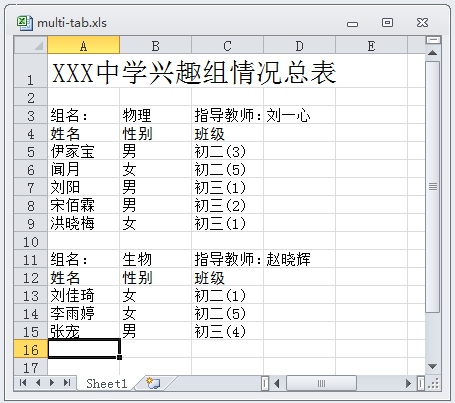 multi-tab.xls
A B C D E
1 XXX中学兴趣组情况总表
2
3 组名: 物理 指导教师:刘一心
4 姓名 性别 班级
5 伊家宝 男 初二(3)
6 闻月 女 初二(5)
7 刘阳 男 初三(1)
8 宋佰霖 男 初三(2)
9 洪晓梅 女 初三(1)
10
11 组名: 生物 指导教师:赵晓辉
12 姓名 性别 班级
13 刘佳琦 女 初二(1)
14 李雨婷 女 初二(5)
15 张宠 男 初三(4)
16
17
Sheet1